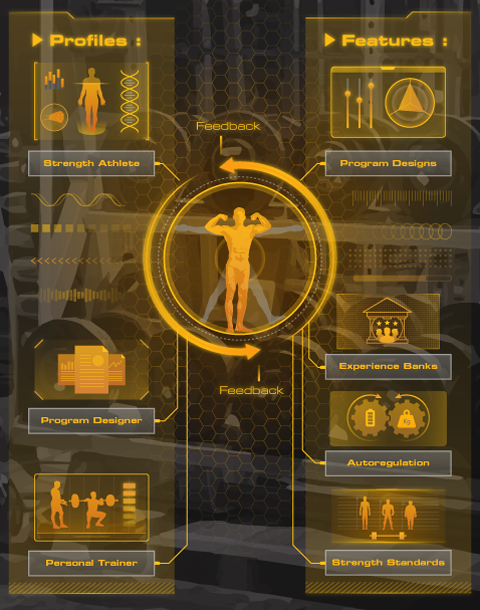 Profiles :
Strength Athlete
Program Designer
Personal Trainer
Feedback
Feedback
Features :
Program Designs
Experience Banks
Autoregulation
Strength Standards